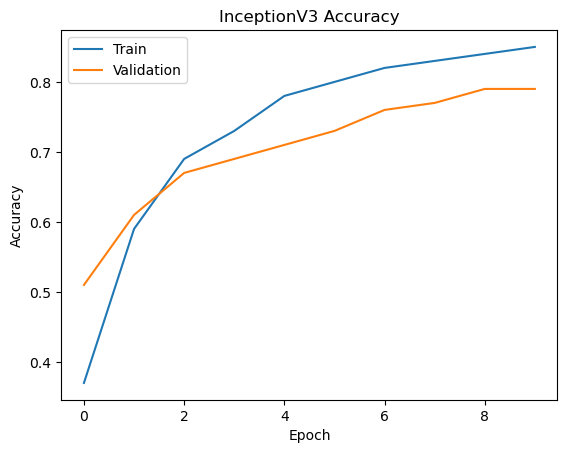 InceptionV3 Accuracy
Train
Validation
0.8
0.7
0.6
0.5
0.4
Accuracy
0 2 4 6 8
Epoch